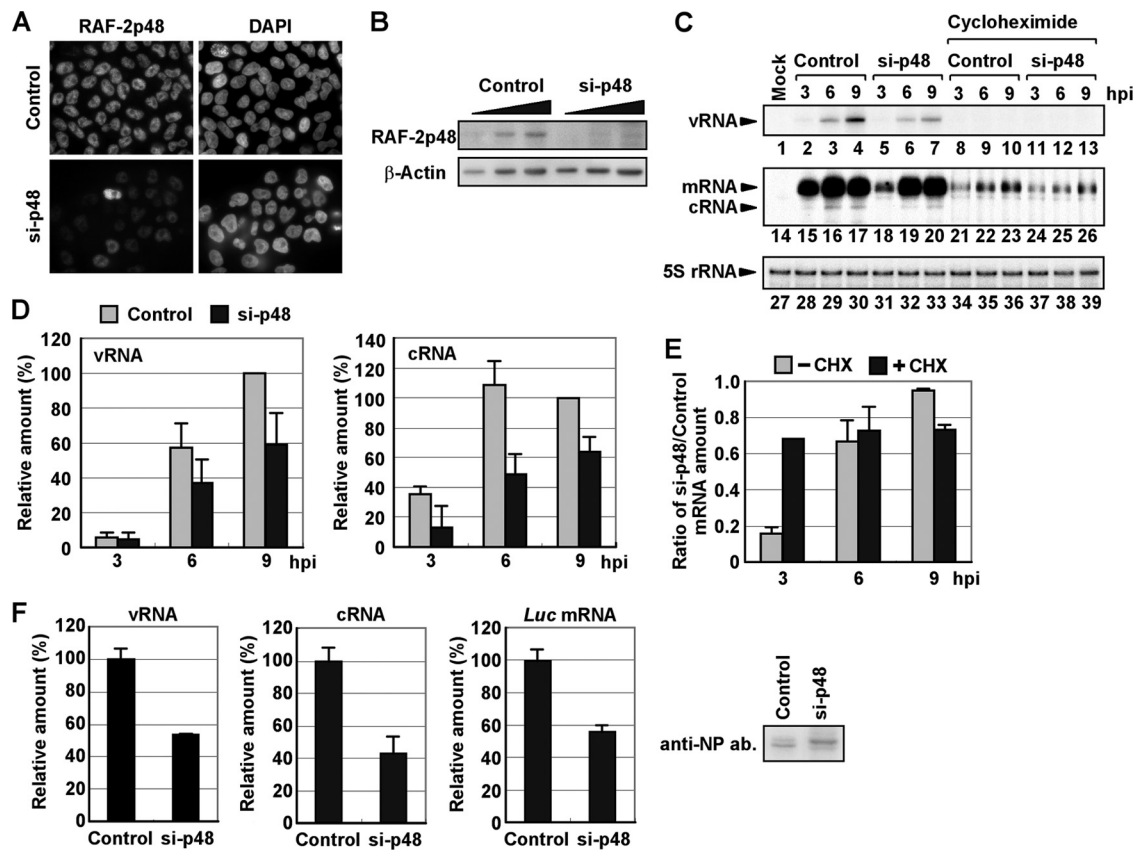 A
RAF-2p48 DAPI
Control
si-p48
B
Control si-p48
RAF-2p48
β-Actin
C
Cycloheximide
Mock Control si-p48 Control si-p48
3 6 9 3 6 9 3 6 9 3 6 9 hpi
vRNA
1 2 3 4 5 6 7 8 9 10 11 12 13
mRNA
cRNA
14 15 16 17 18 19 20 21 22 23 24 25 26
5S rRNA
27 28 29 30 31 32 33 34 35 36 37 38 39
D
Control si-p48
vRNA
Relative amount (%)
120
100
80
60
40
20
0
3 6 9 hpi
cRNA
Relative amount (%)
140
120
100
80
60
40
20
0
3 6 9 hpi
E
– CHX + CHX
Ratio of si-p48/Control
mRNA amount
1.0
0.8
0.6
0.4
0.2
0
3 6 9 hpi
F
vRNA
Relative amount (%)
120
100
80
60
40
20
0
Control si-p48
cRNA
Relative amount (%)
120
100
80
60
40
20
0
Control si-p48
Luc mRNA
Relative amount (%)
120
100
80
60
40
20
0
Control si-p48
Control
si-p48
anti-NP ab.